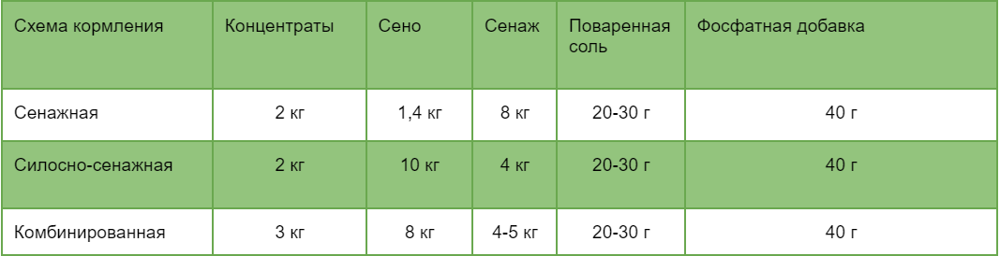 Схема кормления Концентраты Сено Сенаж Поваренная соль Фосфатная добавка
Сенажная 2 кг 1,4 кг 8 кг 20-30 г 40 г
Силосно-сенажная 2 кг 10 кг 4 кг 20-30 г 40 г
Комбинированная 3 кг 8 кг 4-5 кг 20-30 г 40 г